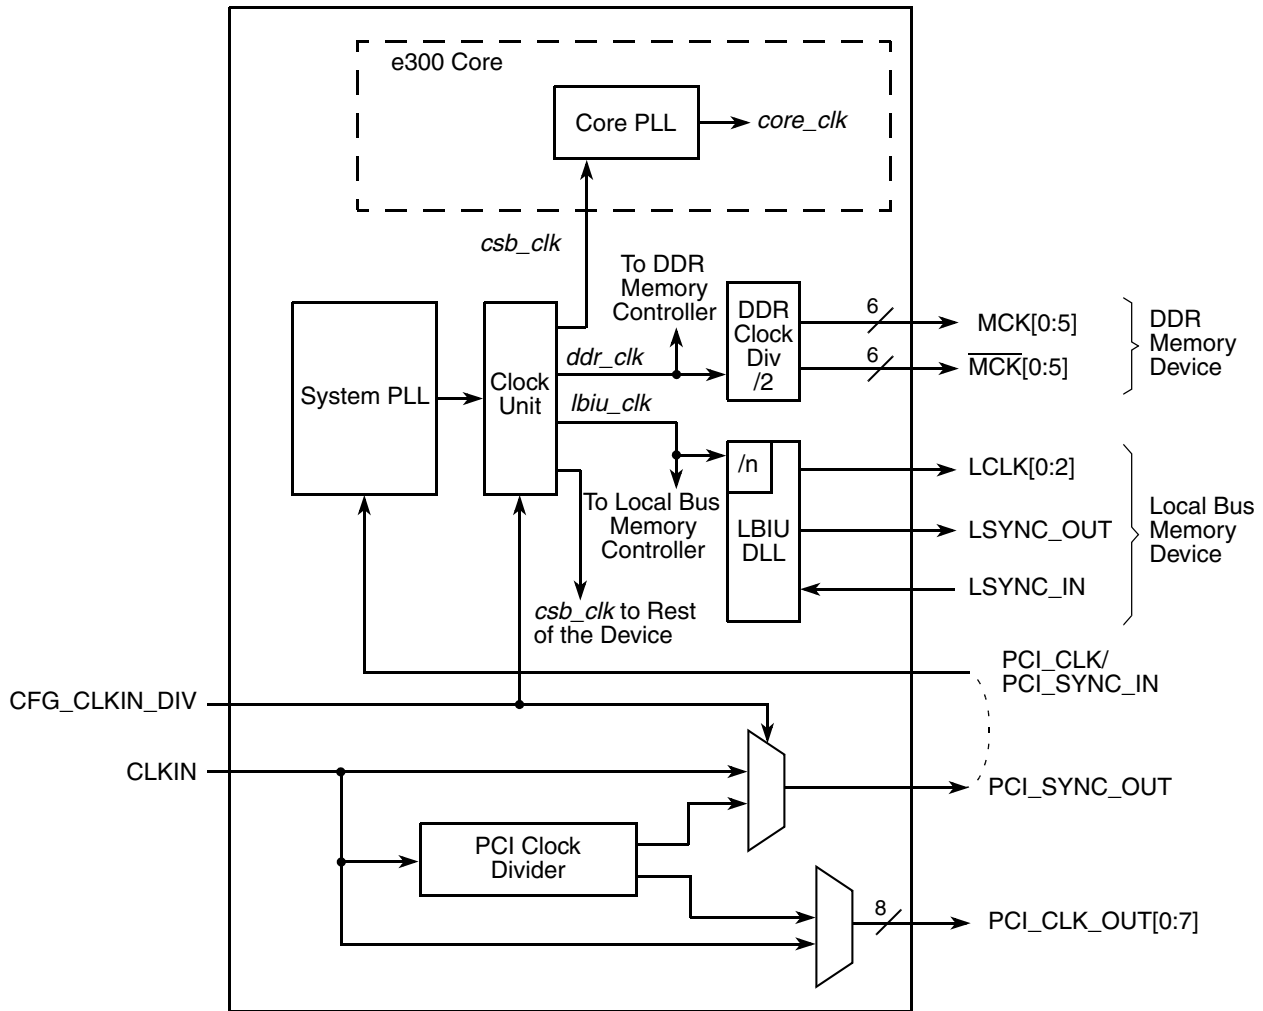 e300 Core
Core PLL
core_clk
csb_clk
To DDR
Memory
Controller
DDR
Clock
Div
/2
6
MCK[0:5]
6
M̅C̅K̅[0:5]
DDR
Memory
Device
System PLL
Clock
Unit
ddr_clk
lbiu_clk
/n
LBIU
DLL
To Local Bus
Memory
Controller
LCLK[0:2]
LSYNC_OUT
LSYNC_IN
Local Bus
Memory
Device
csb_clk to Rest
of the Device
PCI_CLK/
PCI_SYNC_IN
CFG_CLKIN_DIV
CLKIN
PCI_SYNC_OUT
PCI Clock
Divider
8
PCI_CLK_OUT[0:7]